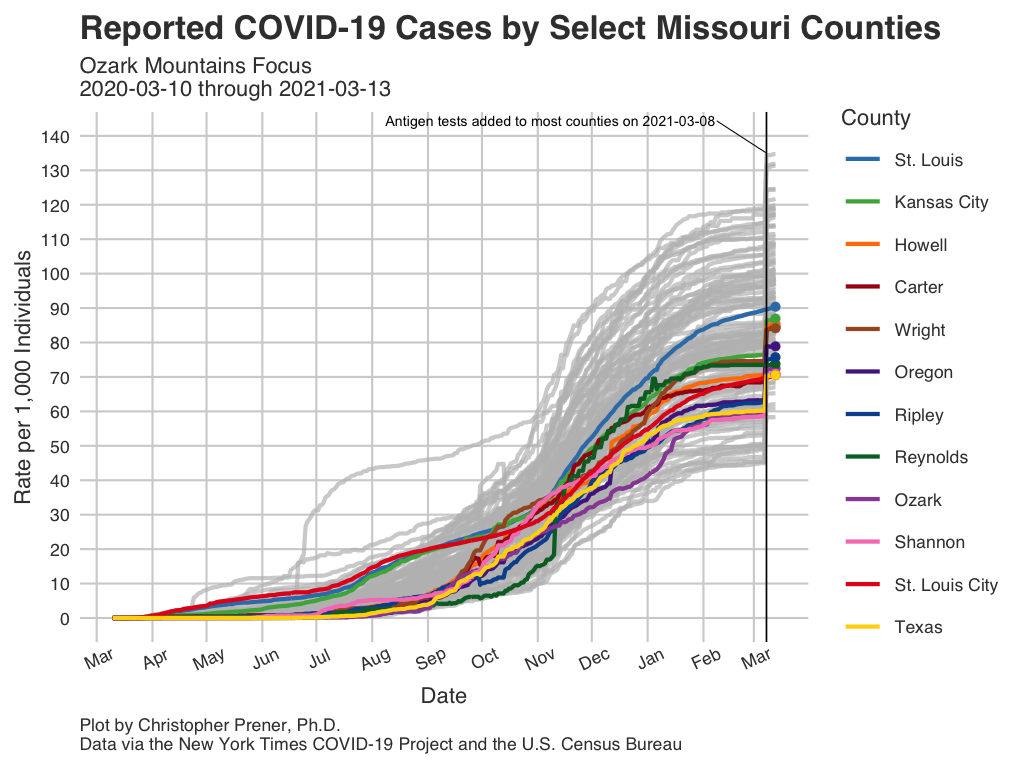 Reported COVID-19 Cases by Select Missouri Counties
Ozark Mountains Focus
2020-03-10 through 2021-03-13
Antigen tests added to most counties on 2021-03-08
140
130
120
110
100
90
80
70
60
50
40
30
20
10
0
Rate per 1,000 Individuals
Mar
Apr
May
Jun
Jul
Aug
Sep
Oct
Nov
Dec
Jan
Feb
Mar
Date
County
St. Louis
Kansas City
Howell
Carter
Wright
Oregon
Ripley
Reynolds
Ozark
Shannon
St. Louis City
Texas
Plot by Christopher Prener, Ph.D.
Data via the New York Times COVID-19 Project and the U.S. Census Bureau